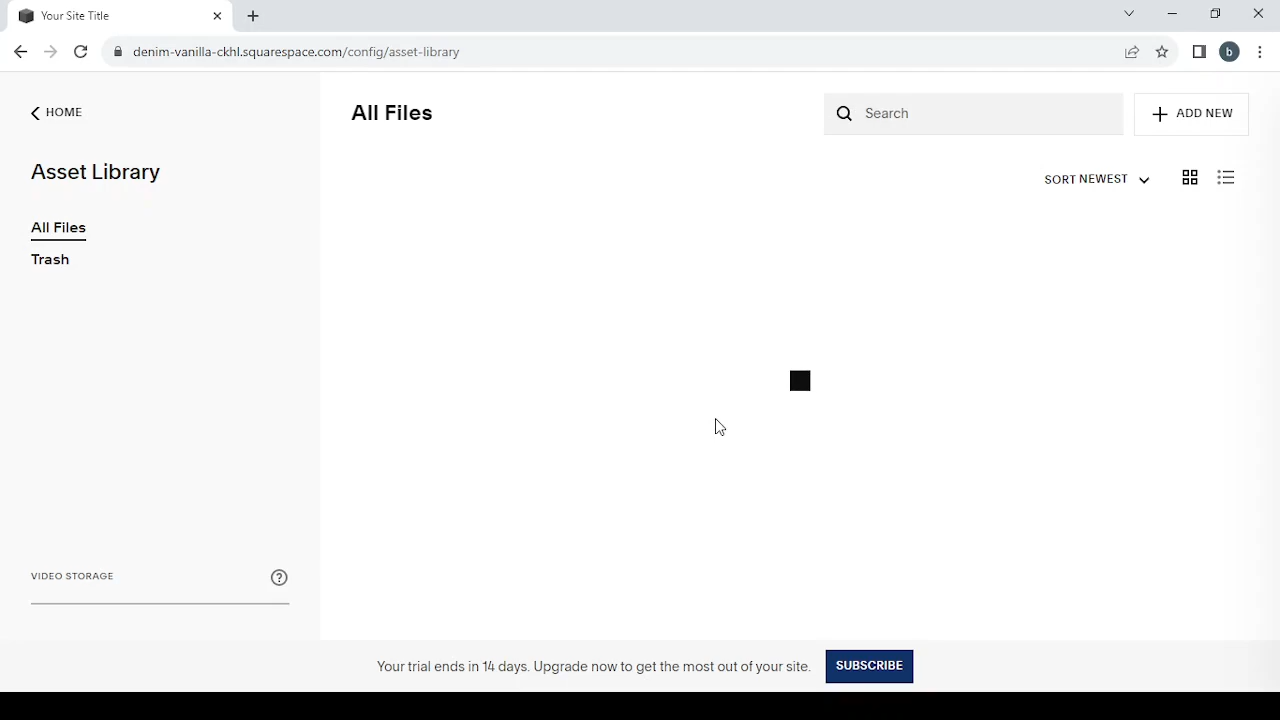 Your Site Title
denim-vanilla-ckhl.squarespace.com/config/asset-library
b
HOME
Asset Library
All Files
Trash
VIDEO STORAGE
?
All Files
Search
ADD NEW
SORT NEWEST
Your trial ends in 14 days. Upgrade now to get the most out of your site.
SUBSCRIBE